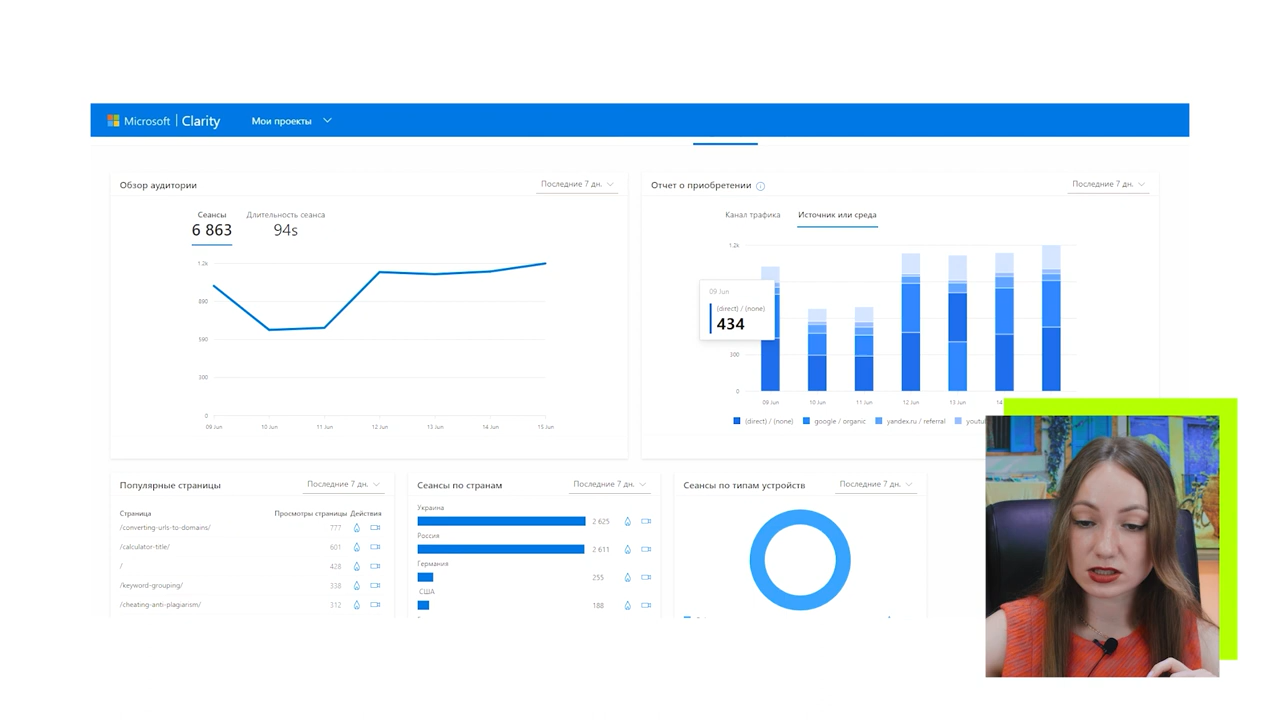 Microsoft | Clarity Мои проекты
Обзор аудитории Последние 7 дн.
Сеансы Длительность сеанса
6 863 94s
1.2k
890
590
300
0
09 Jun 10 Jun 11 Jun 12 Jun 13 Jun 14 Jun 15 Jun
Отчет о приобретении Последние 7 дн.
Канал трафика Источник или среда
1.2k
300
0
09 Jun
(direct) / (none)
434
09 Jun 10 Jun 11 Jun 12 Jun 13 Jun 14
(direct) / (none) google / organic yandex.ru / referral
Популярные страницы Последние 7 дн.
Страница Просмотры страницы Действия
/converting-urls-to-domains/ 777
/calculator-title/ 601
/ 428
/keyword-grouping/ 338
/cheating-anti-plagiarism/ 312
Сеансы по странам Последние 7 дн.
Украина
2 625
Россия
2 611
Германия
255
США
188
Сеансы по типам устройств Последние 7 дн.